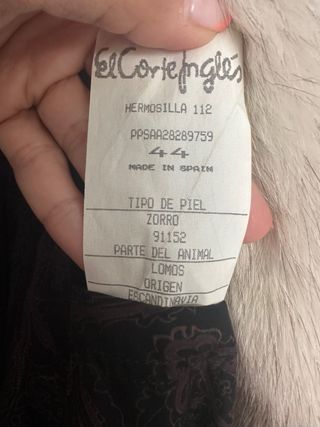 El Corte Inglés
HERMOSILLA 112
PPSAA28289759
44
MADE IN SPAIN
TIPO DE PIEL
ZORRO
91152
PARTE DEL ANIMAL
LOMOS
ORIGEN
ESCANDINAVIA